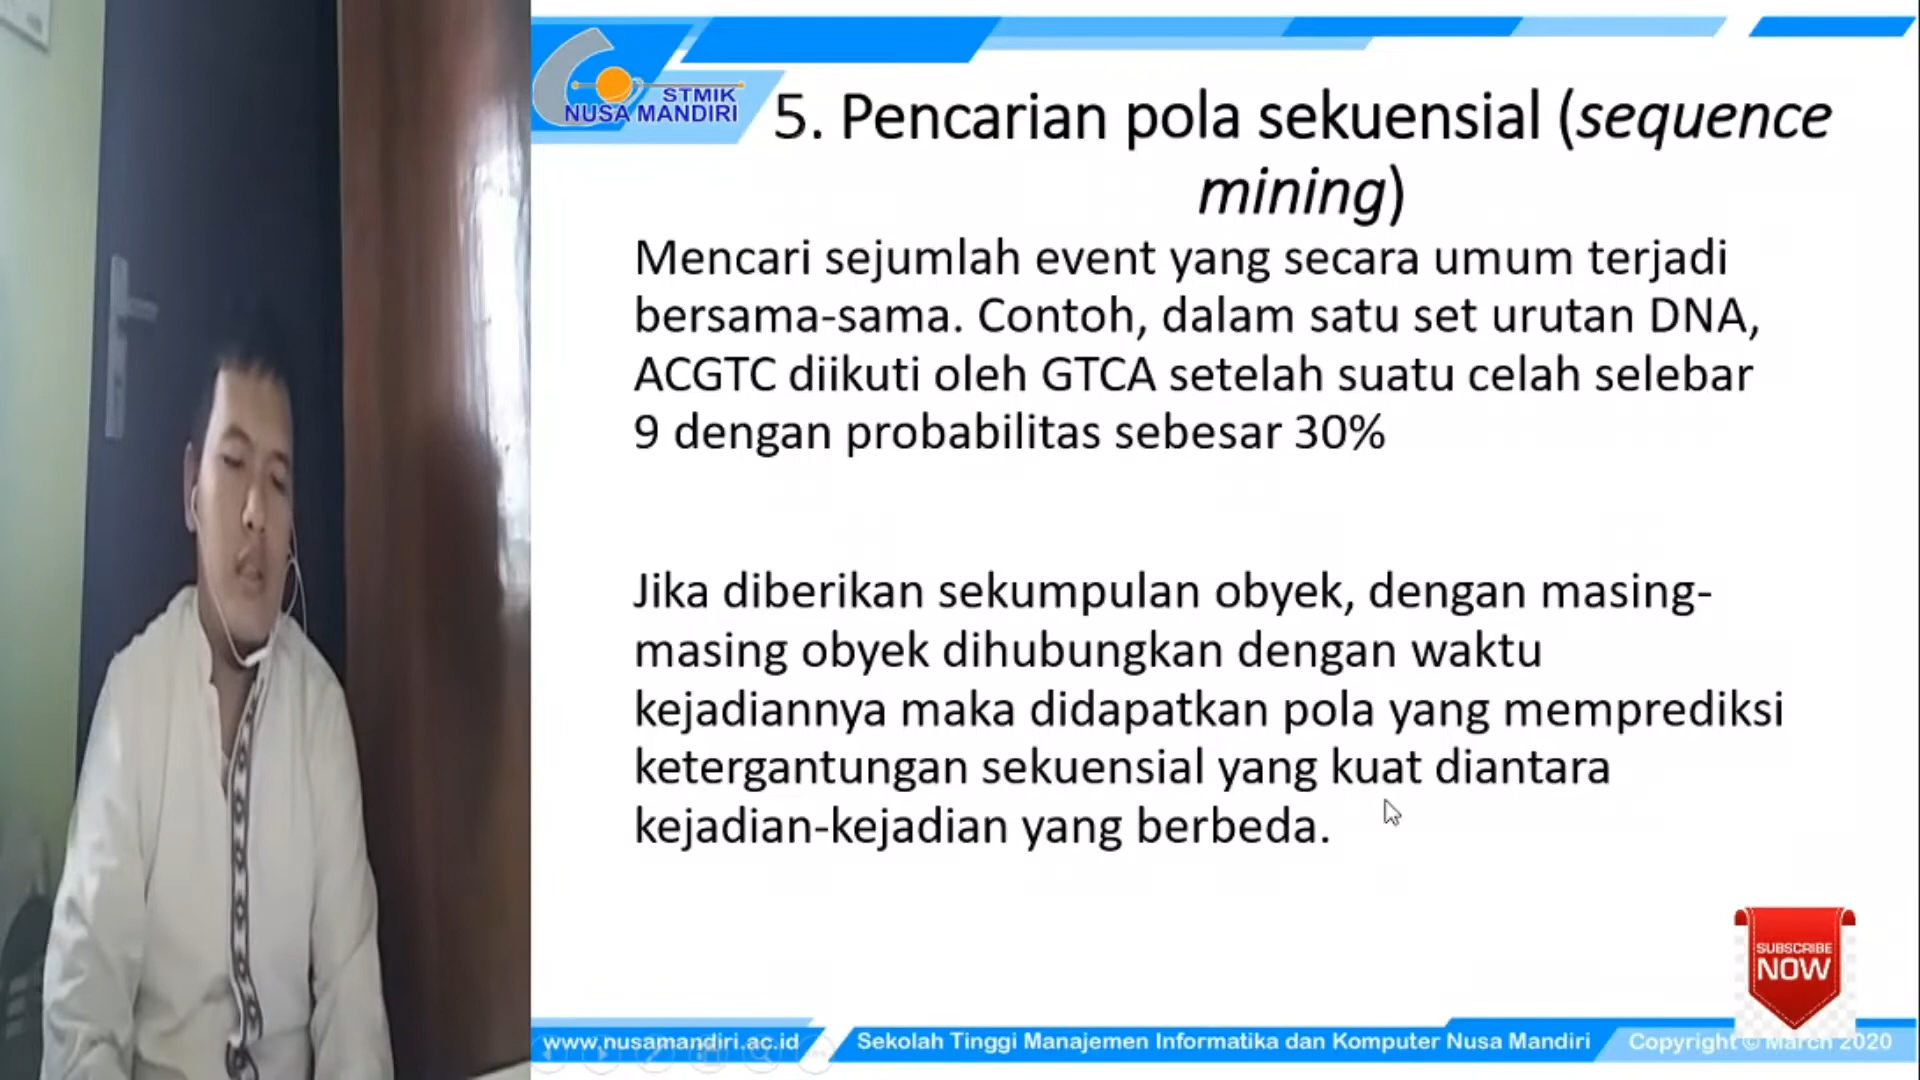 STMIK
NUSA MANDIRI
5. Pencarian pola sekuensial (sequence
mining)
Mencari sejumlah event yang secara umum terjadi
bersama-sama. Contoh, dalam satu set urutan DNA,
ACGTC diikuti oleh GTCA setelah suatu celah selebar
9 dengan probabilitas sebesar 30%
Jika diberikan sekumpulan obyek, dengan masing-
masing obyek dihubungkan dengan waktu
kejadiannya maka didapatkan pola yang memprediksi
ketergantungan sekuensial yang kuat diantara
kejadian-kejadian yang berbeda.
SUBSCRIBE
NOW
www.nusamandiri.ac.id
Sekolah Tinggi Manajemen Informatika dan Komputer Nusa Mandiri
Copyright © March 2020